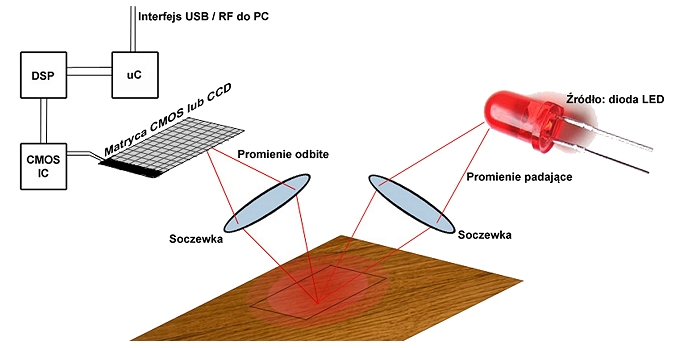 Interfejs USB / RF do PC
DSP
uC
Matryca CMOS lub CCD
Źródło: dioda LED
CMOS
IC
Promienie odbite
Promienie padające
Soczewka
Soczewka